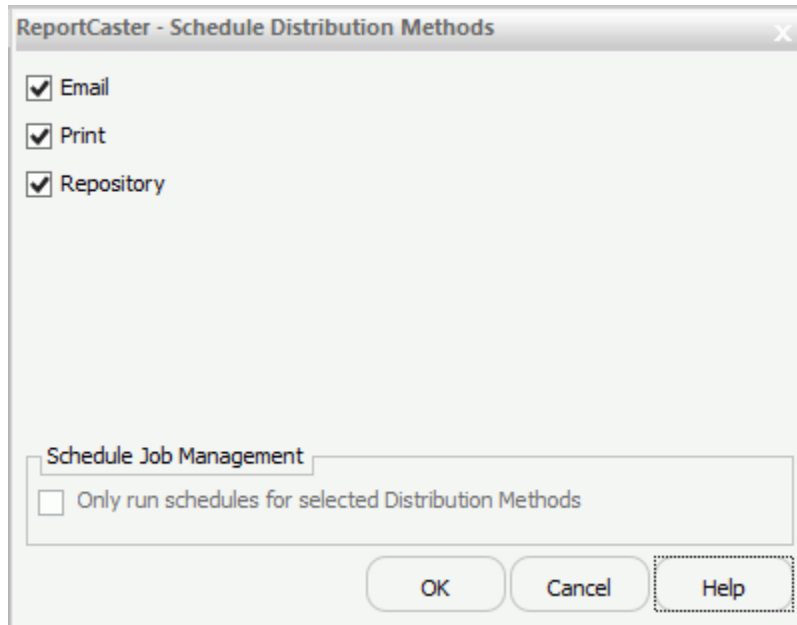 ReportCaster - Schedule Distribution Methods
x
Email
Print
Repository
Schedule Job Management
Only run schedules for selected Distribution Methods
OK Cancel Help